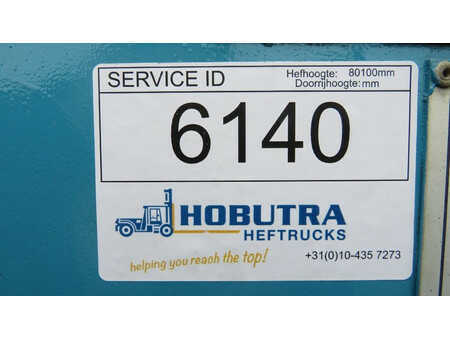 SERVICE ID
Hefhoogte: 80100mm
Doorrijhoogte: mm
6140
HOBUTRA
HEFTRUCKS
helping you reach the top!
+31(0)10-435 7273